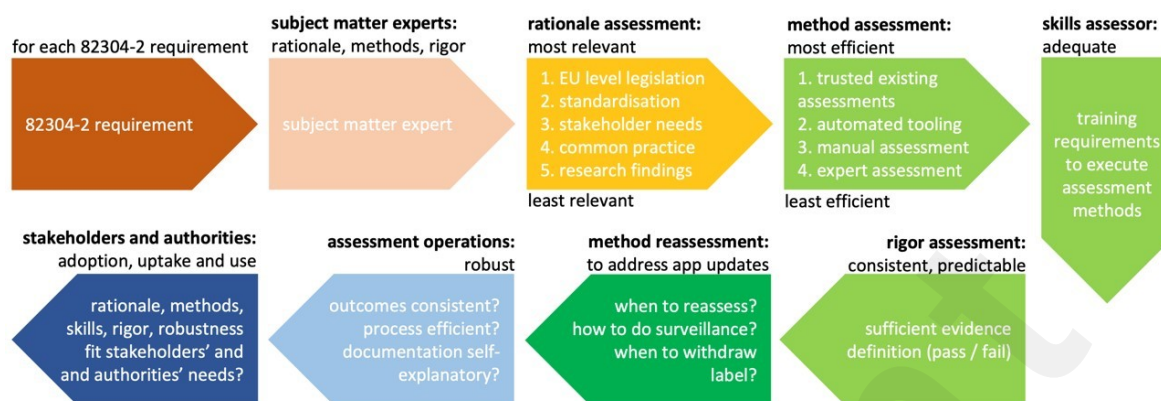 for each 82304-2 requirement
82304-2 requirement
subject matter experts:
rationale, methods, rigor
subject matter expert
rationale assessment:
most relevant
1. EU level legislation
2. standardisation
3. stakeholder needs
4. common practice
5. research findings
least relevant
method assessment:
most efficient
1. trusted existing
assessments
2. automated tooling
3. manual assessment
4. expert assessment
least efficient
skills assessor:
adequate
training
requirements
to execute
assessment
methods
rigor assessment:
consistent, predictable
sufficient evidence
definition (pass / fail)
method reassessment:
to address app updates
when to reassess?
how to do surveillance?
when to withdraw
label?
assessment operations:
robust
outcomes consistent?
process efficient?
documentation self-
explanatory?
stakeholders and authorities:
adoption, uptake and use
rationale, methods,
skills, rigor, robustness
fit stakeholders' and
and authorities' needs?